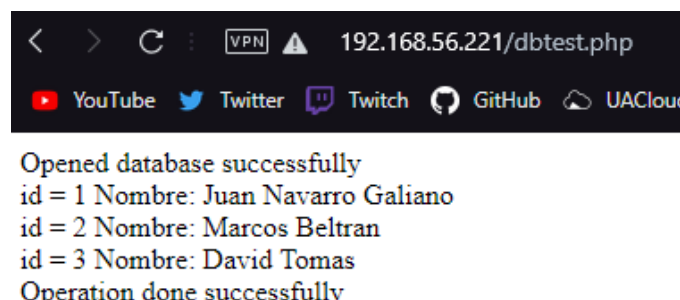 VPN 192.168.56.221/dbtest.php
YouTube Twitter Twitch GitHub UACloud
Opened database successfully
id = 1 Nombre: Juan Navarro Galiano
id = 2 Nombre: Marcos Beltran
id = 3 Nombre: David Tomas
Operation done successfully